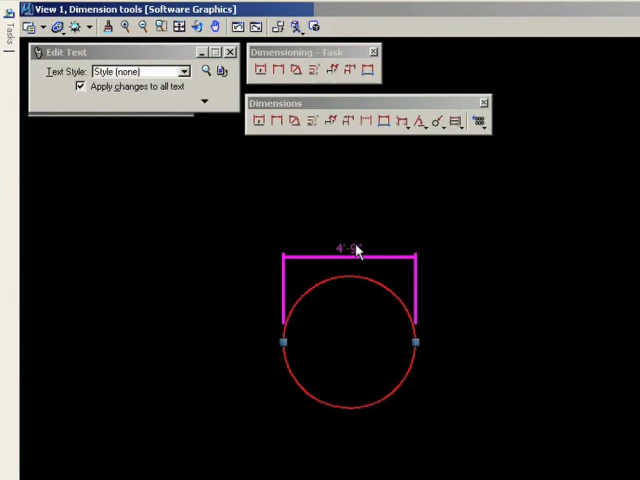 View 1, Dimension tools [Software Graphics]
Tasks
Edit Text
Text Style:
Style (none)
Apply changes to all text
Dimensioning - Task
Dimensions